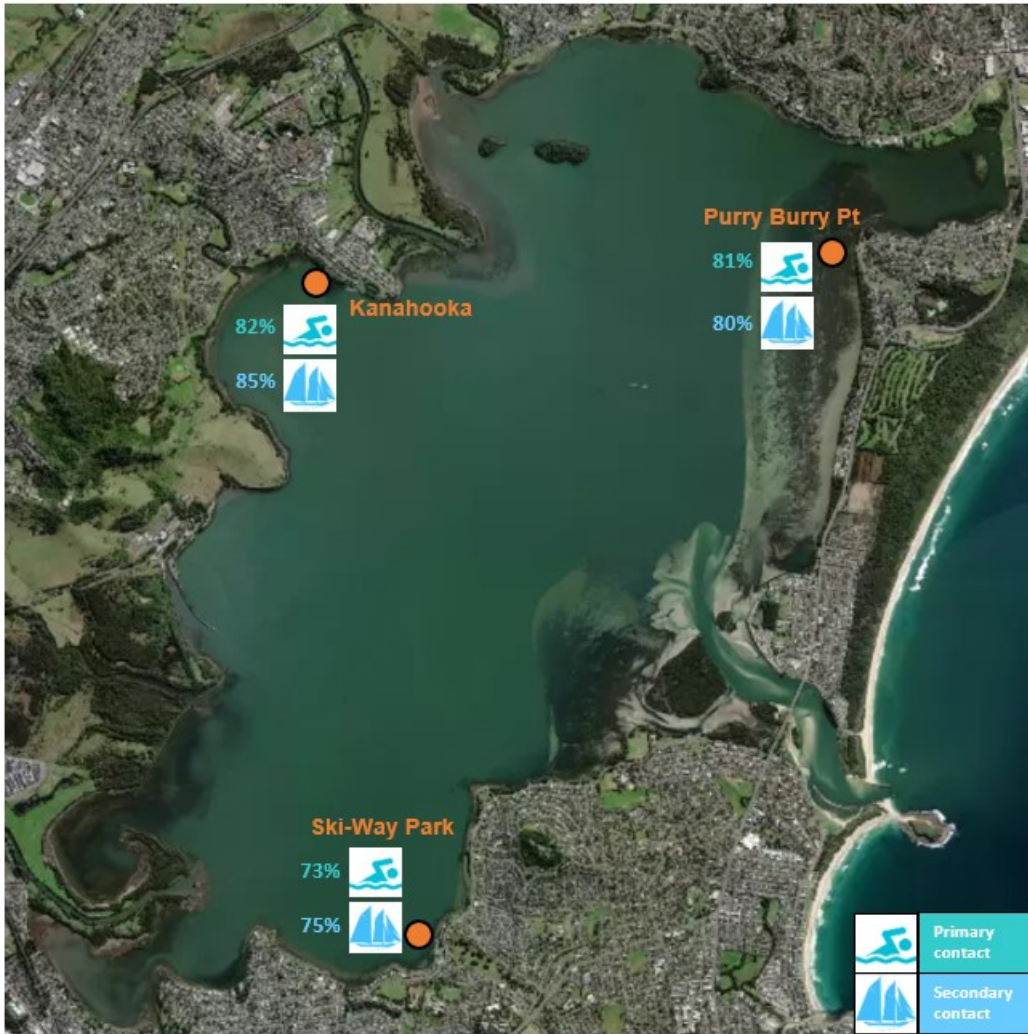 Purry Burry Pt
81%
80%
Kanahooka
82%
85%
Ski-Way Park
73%
75%
Primary
contact
Secondary
contact